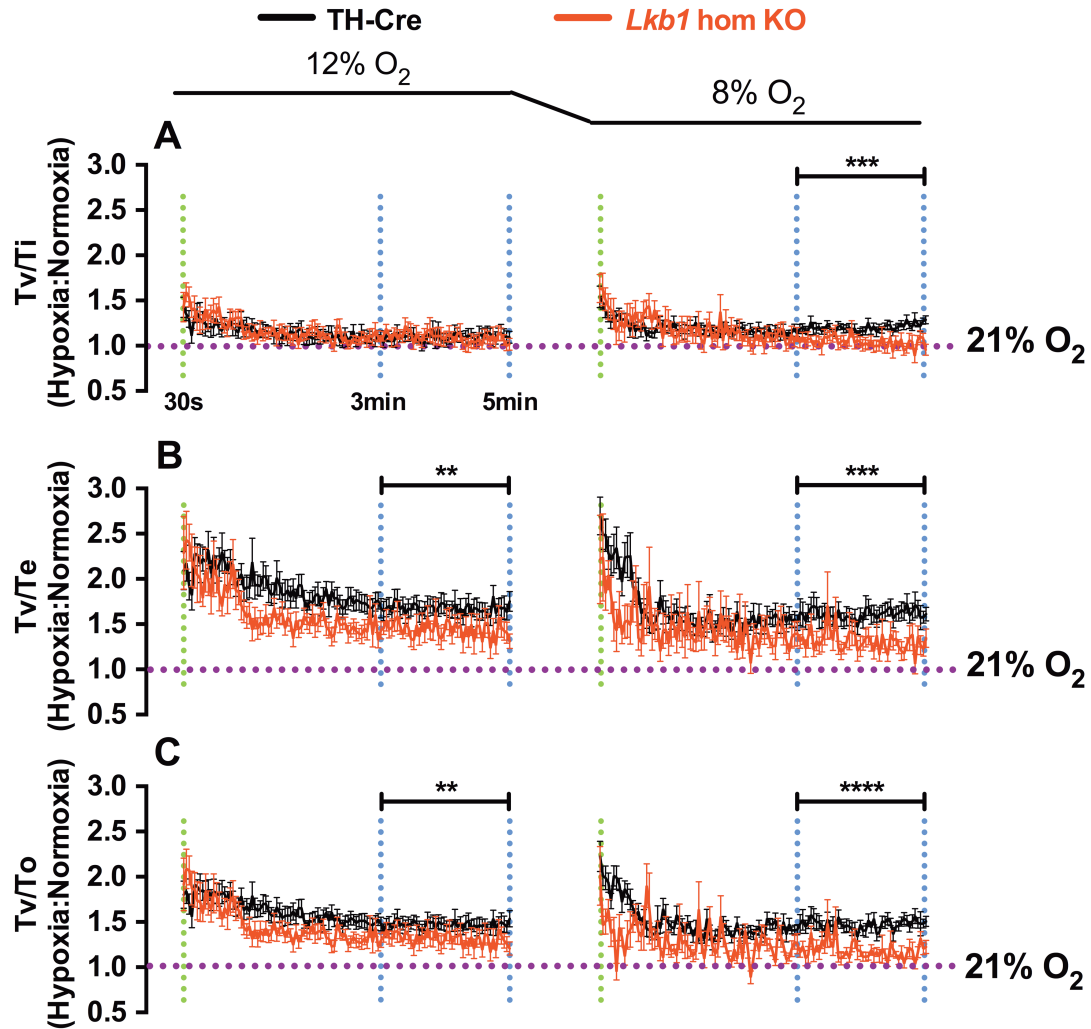 TH-Cre
Lkb1 hom KO
12% O2
8% O2
A
Tv/Ti
(Hypoxia:Normoxia)
3.0
2.5
2.0
1.5
1.0
0.5
***
21% O2
30s
3min
5min
B
Tv/Te
(Hypoxia:Normoxia)
3.0
2.5
2.0
1.5
1.0
0.5
**
***
21% O2
C
Tv/To
(Hypoxia:Normoxia)
3.0
2.5
2.0
1.5
1.0
0.5
**
****
21% O2